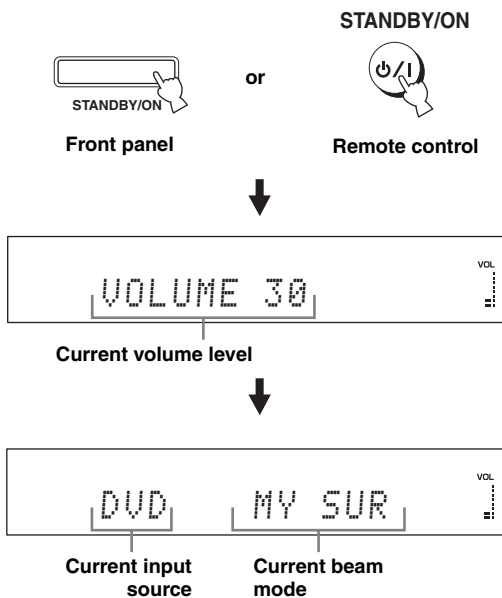 STANDBY/ON
STANDBY/ON
or
Front panel
Remote control
VOLUME 30
VOL
Current volume level
DVD MY SUR
VOL
Current input source
Current beam mode